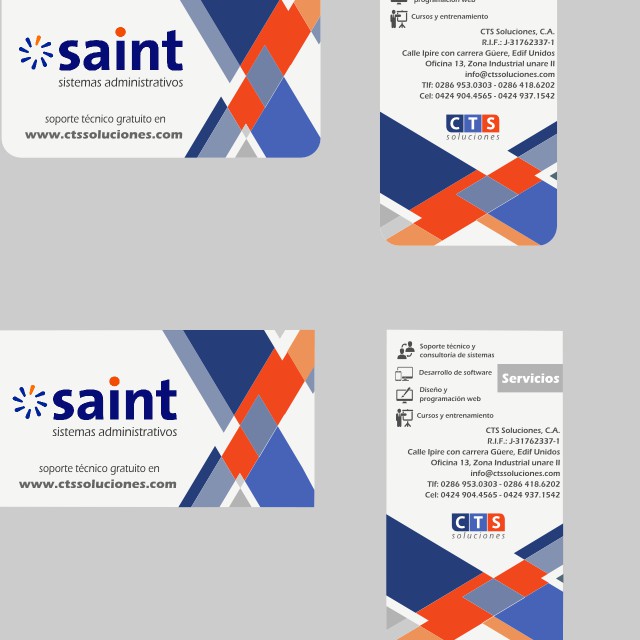 saint
sistemas administrativos
soporte técnico gratuito en
www.ctssoluciones.com
programación web
Cursos y entrenamiento
CTS Soluciones, C.A.
R.I.F.: J-31762337-1
Calle Ipire con carrera Güere, Edif Unidos
Oficina 13, Zona Industrial unare II
info@ctssoluciones.com
Tlf: 0286 953.0303 - 0286 418.6202
Cel: 0424 904.4565 - 0424 937.1542
CTS
soluciones
saint
sistemas administrativos
soporte técnico gratuito en
www.ctssoluciones.com
Soporte técnico y
consultoría de sistemas
Desarrollo de software
Servicios
Diseño y
programación web
Cursos y entrenamiento
CTS Soluciones, C.A.
R.I.F.: J-31762337-1
Calle Ipire con carrera Güere, Edif Unidos
Oficina 13, Zona Industrial unare II
info@ctssoluciones.com
Tlf: 0286 953.0303 - 0286 418.6202
Cel: 0424 904.4565 - 0424 937.1542
CTS
soluciones